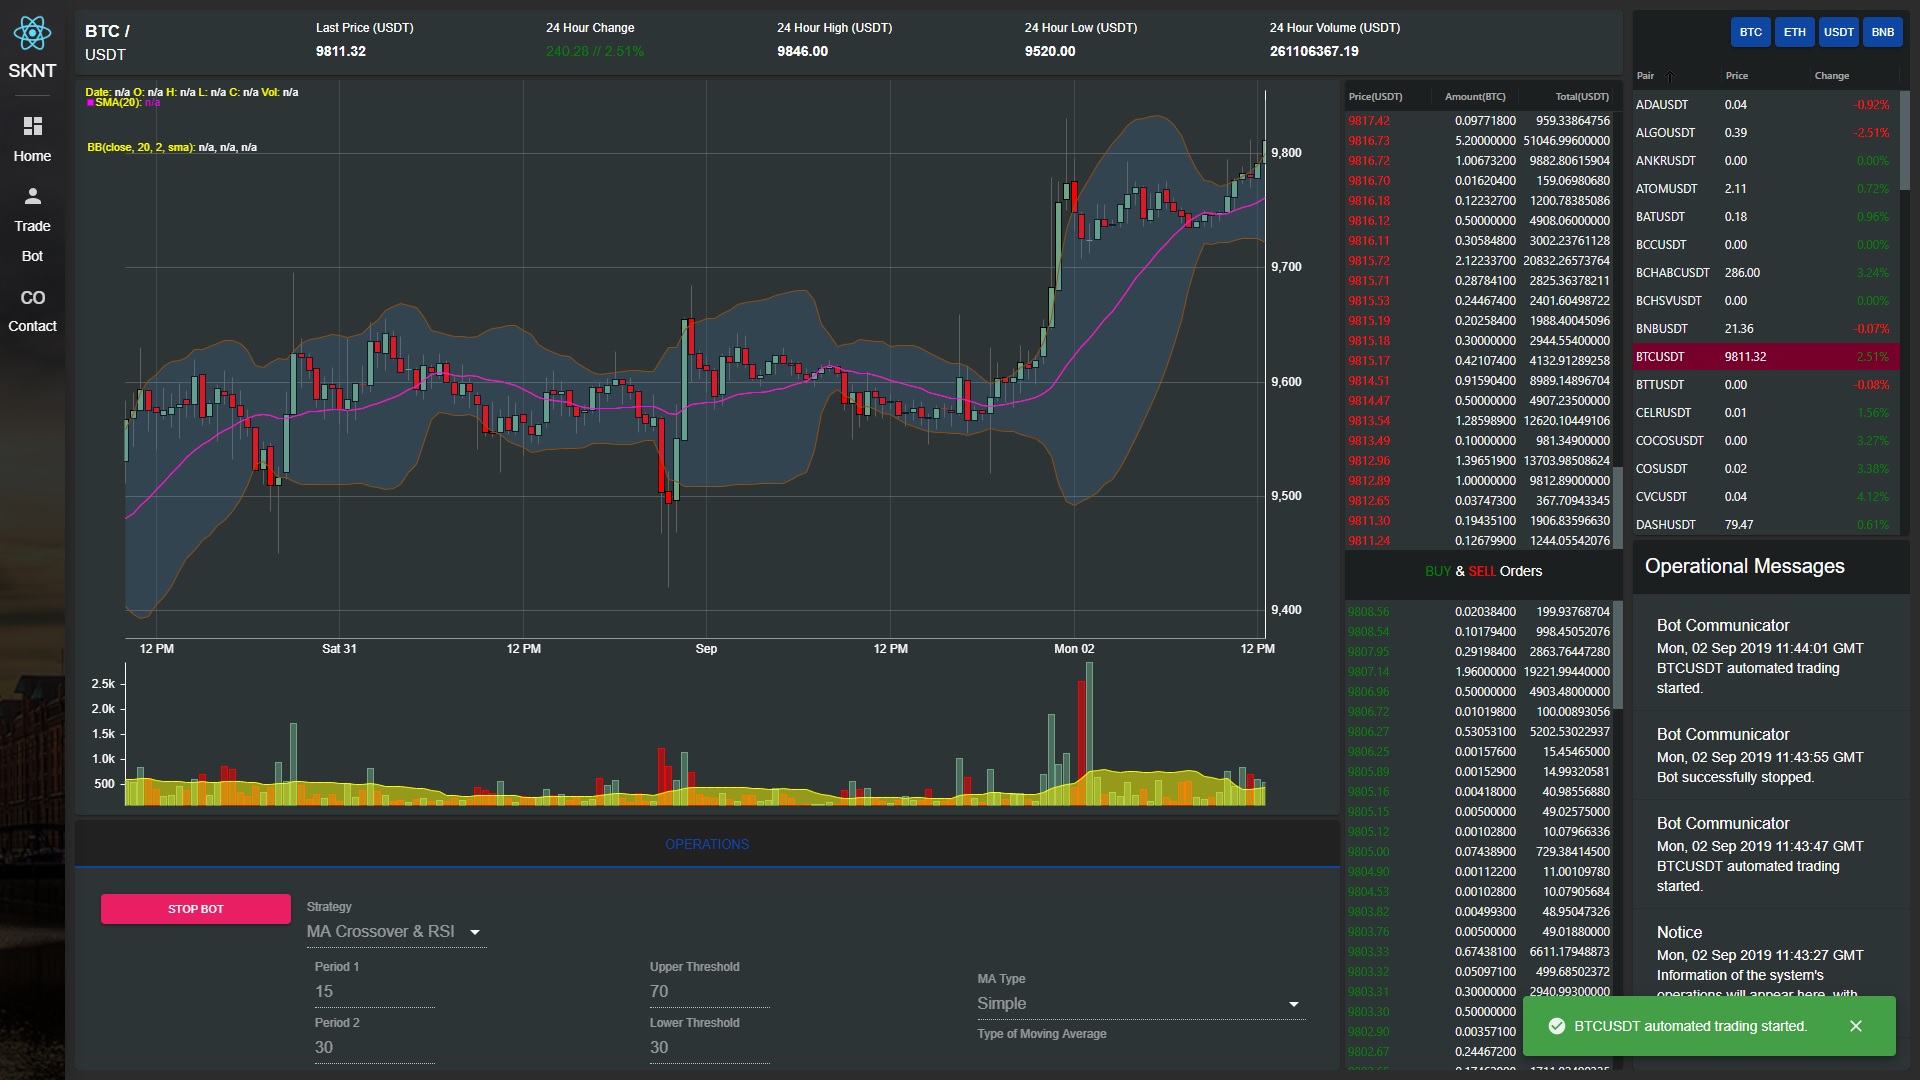 SKNT
Home
Trade
Bot
CO
Contact
BTC /
USDT
Last Price (USDT)
9811.32
24 Hour Change
240.28 // 2.51%
24 Hour High (USDT)
9846.00
24 Hour Low (USDT)
9520.00
24 Hour Volume (USDT)
261106367.19
Date: n/a O: n/a H: n/a L: n/a C: n/a Vol: n/a
SMA(20): n/a
BB(close, 20, 2, sma): n/a, n/a, n/a
9,800
9,700
9,600
9,500
9,400
12 PM
Sat 31
12 PM
Sep
12 PM
Mon 02
12 PM
2.5k
2.0k
1.5k
1.0k
500
OPERATIONS
STOP BOT
Strategy
MA Crossover & RSI
Period 1
15
Period 2
30
Upper Threshold
70
Lower Threshold
30
MA Type
Simple
Type of Moving Average
Price(USDT) Amount(BTC) Total(USDT)
9817.42 0.09771800 959.33864756
9816.73 5.20000000 51046.99600000
9816.72 1.00673200 9882.80615904
9816.70 0.01620400 159.06980680
9816.18 0.12232700 1200.78385086
9816.12 0.50000000 4908.06000000
9816.11 0.30584800 3002.23761128
9815.72 2.12233700 20832.26573764
9815.71 0.28784100 2825.36378211
9815.53 0.24467400 2401.60498722
9815.19 0.20258400 1988.40045096
9815.18 0.30000000 2944.55400000
9815.17 0.42107400 4132.91289258
9814.51 0.91590400 8989.14896704
9814.47 0.50000000 4907.23500000
9813.54 1.28598900 12620.10449106
9813.49 0.10000000 981.34900000
9812.96 1.39651900 13703.98508624
9812.89 1.00000000 9812.89000000
9812.65 0.03747300 367.70943345
9811.30 0.19435100 1906.83596630
9811.24 0.12679900 1244.05542076
BUY & SELL Orders
9808.56 0.02038400 199.93768704
9808.54 0.10179400 998.45052076
9807.95 0.29198400 2863.76447280
9807.14 1.96000000 19221.99440000
9806.96 0.50000000 4903.48000000
9806.72 0.01019800 100.00893056
9806.27 0.53053100 5202.53022937
9806.25 0.00157600 15.45465000
9805.89 0.00152900 14.99320581
9805.16 0.00418000 40.98556880
9805.15 0.00500000 49.02575000
9805.12 0.00102800 10.07966336
9805.00 0.07438900 729.38414500
9804.90 0.00112200 11.00109780
9804.53 0.00102800 10.07905684
9803.82 0.00499300 48.95047326
9803.76 0.00500000 49.01880000
9803.33 0.67438100 6611.17948873
9803.32 0.05097100 499.68502372
9803.31 0.30000000 2940.99300000
9803.30 0.50000000
9802.90 0.00357100
9802.67 0.24467200
BTC
ETH
USDT
BNB
Pair Price Change
ADAUSDT 0.04 -0.92%
ALGOUSDT 0.39 -2.51%
ANKRUSDT 0.00 0.00%
ATOMUSDT 2.11 0.72%
BATUSDT 0.18 0.96%
BCCUSDT 0.00 0.00%
BCHABCUSDT 286.00 3.24%
BCHSVUSDT 0.00 0.00%
BNBUSDT 21.36 -0.07%
BTCUSDT 9811.32 2.51%
BTTUSDT 0.00 -0.08%
CELRUSDT 0.01 1.56%
COCOSUSDT 0.00 3.27%
COSUSDT 0.02 3.38%
CVCUSDT 0.04 4.12%
DASHUSDT 79.47 0.61%
Operational Messages
Bot Communicator
Mon, 02 Sep 2019 11:44:01 GMT
BTCUSDT automated trading
started.
Bot Communicator
Mon, 02 Sep 2019 11:43:55 GMT
Bot successfully stopped.
Bot Communicator
Mon, 02 Sep 2019 11:43:47 GMT
BTCUSDT automated trading
started.
Notice
Mon, 02 Sep 2019 11:43:27 GMT
Information of the system's
operations will appear here, with
BTCUSDT automated trading started.